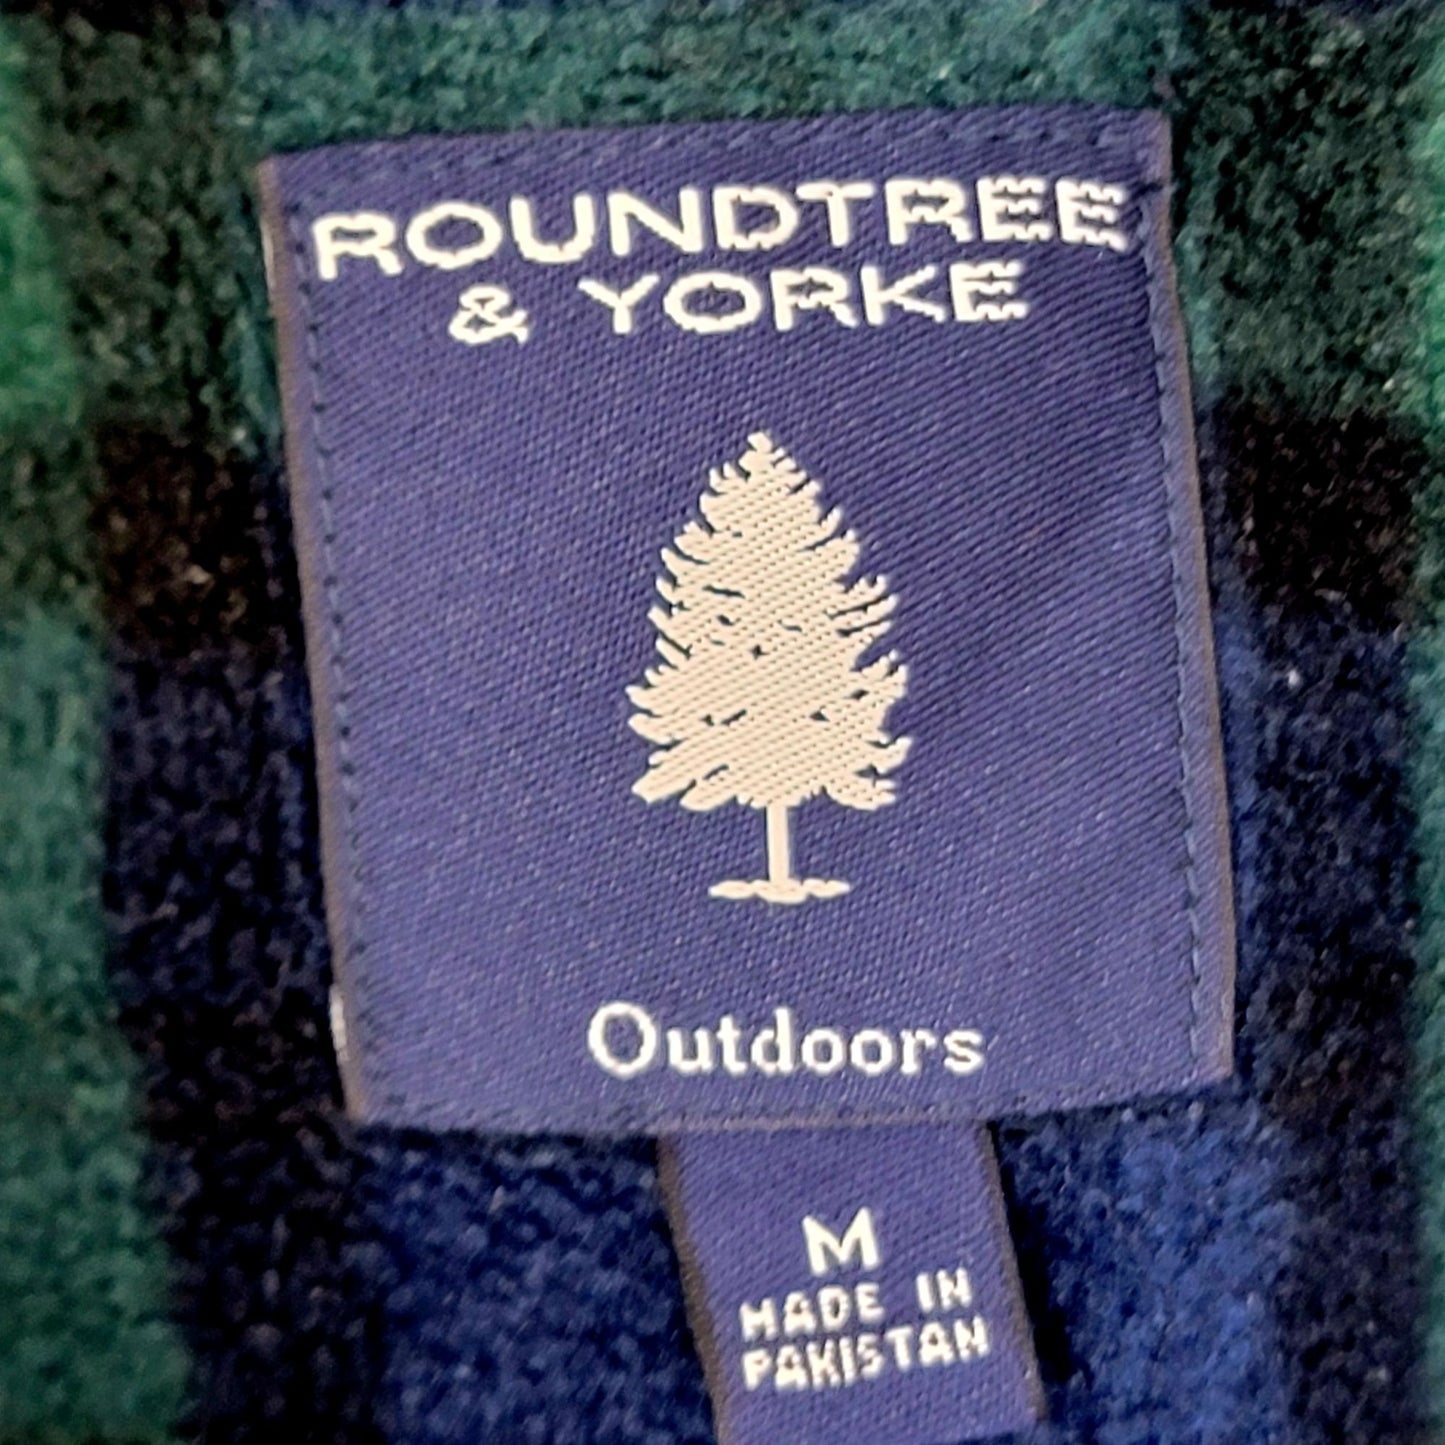 ROUNDTREE
& YORKE
Outdoors
M
MADE IN
PAKISTAN